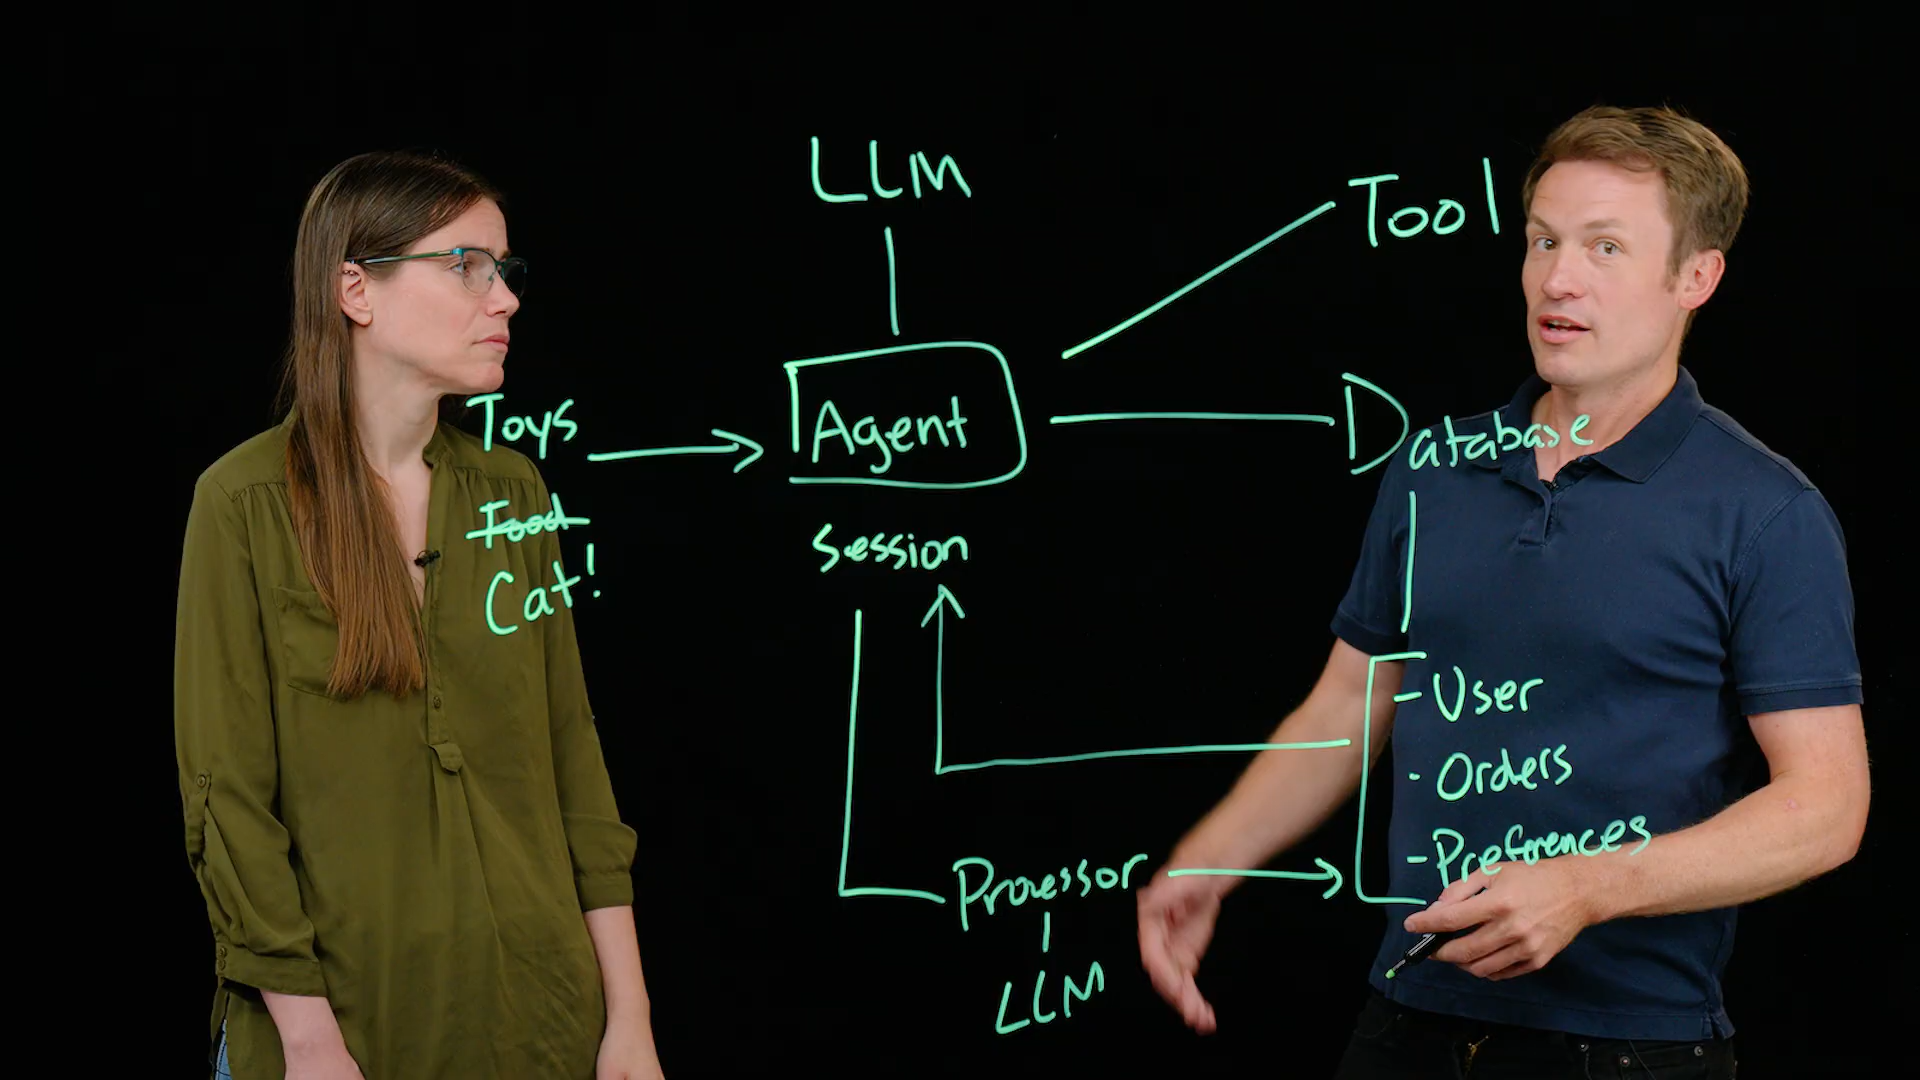 LLM
Tool
Toys
Agent
Database
Food
Cat!
Session
- User
- Orders
- Preferences
Processor
LLM